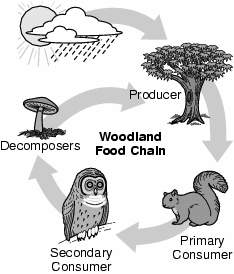 Producer
Decomposers
Woodland
Food Chain
Primary
Consumer
Secondary
Consumer